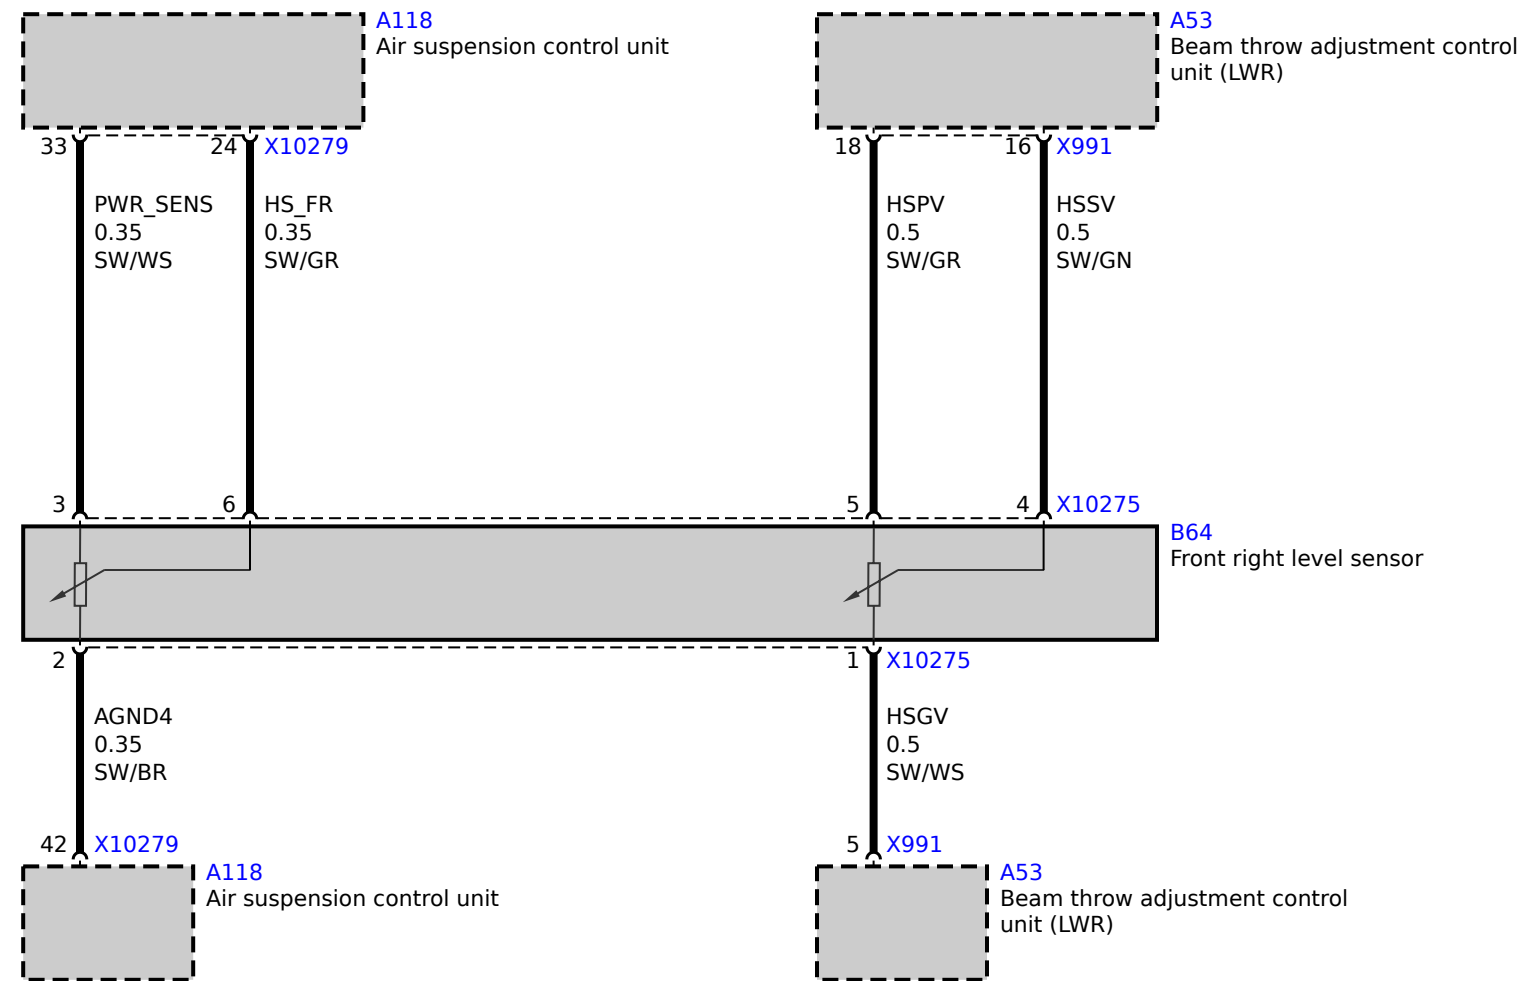 A118
Air suspension control unit
A53
Beam throw adjustment control
unit (LWR)
33
24
X10279
18
16
X991
PWR_SENS
0.35
SW/WS
HS_FR
0.35
SW/GR
HSPV
0.5
SW/GR
HSSV
0.5
SW/GN
3
6
5
4
X10275
B64
Front right level sensor
2
1
X10275
AGND4
0.35
SW/BR
HSGV
0.5
SW/WS
42
X10279
5
X991
A118
Air suspension control unit
A53
Beam throw adjustment control
unit (LWR)